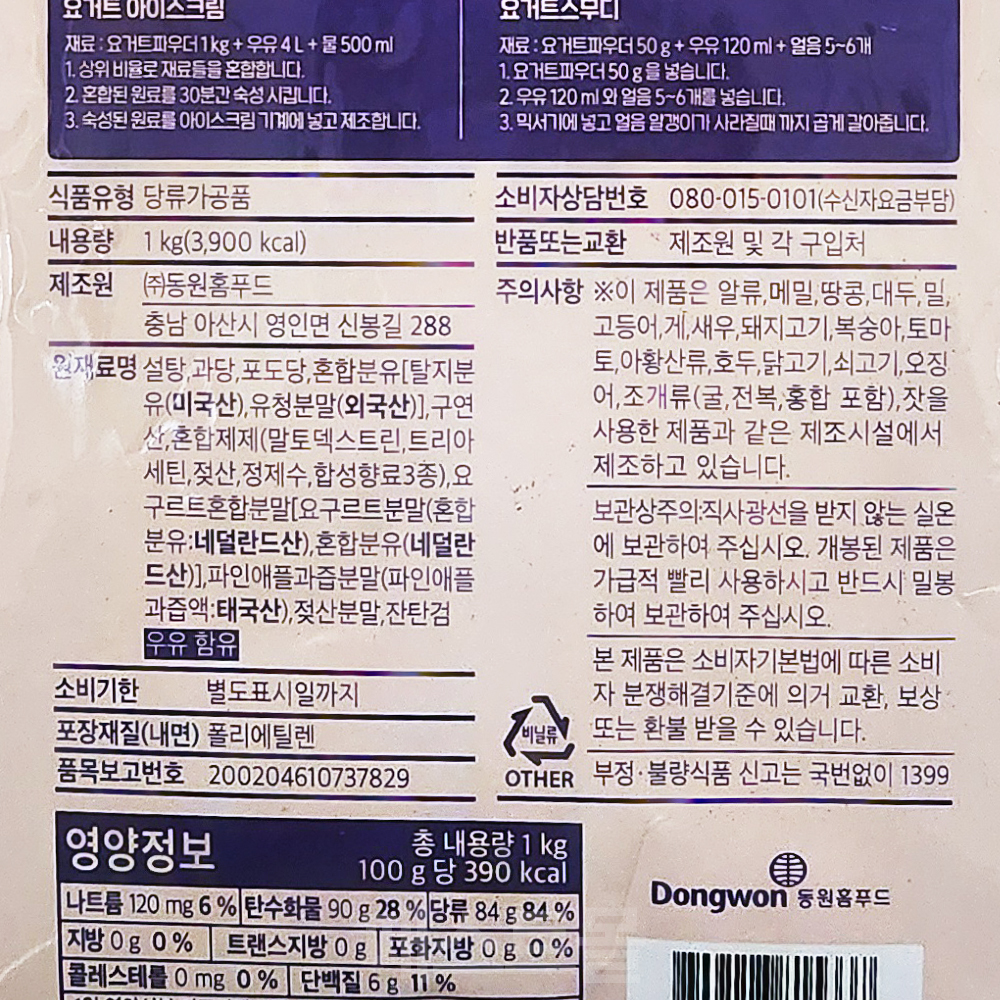 요거트 아이스크림
재료 : 요거트파우더 1 kg + 우유 4 L + 물 500 ml
1. 상위 비율로 재료들을 혼합합니다.
2. 혼합된 원료를 30분간 숙성 시킵니다.
3. 숙성된 원료를 아이스크림 기계에 넣고 제조합니다.
요거트스무디
재료 : 요거트파우더 50 g + 우유 120 ml + 얼음 5~6개
1. 요거트파우더 50 g 을 넣습니다.
2. 우유 120 ml 와 얼음 5~6개를 넣습니다.
3. 믹서기에 넣고 얼음 알갱이가 사라질때 까지 곱게 갈아줍니다.
식품유형 당류가공품
내용량 1 kg(3,900 kcal)
제조원 ㈜동원홈푸드
충남 아산시 영인면 신봉길 288
원재료명 설탕,과당,포도당,혼합분유[탈지분
유(미국산),유청분말(외국산)],구연
산,혼합제제(말토덱스트린,트리아
세틴,젖산,정제수,합성향료3종),요
구르트혼합분말[요구르트분말(혼합
분유:네덜란드산),혼합분유(네덜란
드산)],파인애플과즙분말(파인애플
과즙액:태국산),젖산분말,잔탄검
우유 함유
소비기한 별도표시일까지
포장재질(내면) 폴리에틸렌
품목보고번호 200204610737829
소비자상담번호 080-015-0101(수신자요금부담)
반품또는교환 제조원 및 각 구입처
주의사항 ※이 제품은 알류,메밀,땅콩,대두,밀,
고등어,게,새우,돼지고기,복숭아,토마
토,아황산류,호두,닭고기,쇠고기,오징
어,조개류(굴,전복,홍합 포함),잣을
사용한 제품과 같은 제조시설에서
제조하고 있습니다.
보관상주의:직사광선을 받지 않는 실온
에 보관하여 주십시오. 개봉된 제품은
가급적 빨리 사용하시고 반드시 밀봉
하여 보관하여 주십시오.
본 제품은 소비자기본법에 따른 소비
자 분쟁해결기준에 의거 교환, 보상
또는 환불 받을 수 있습니다.
비닐류
OTHER
부정·불량식품 신고는 국번없이 1399
영양정보
총 내용량 1 kg
100 g 당 390 kcal
나트륨 120 mg 6 % 탄수화물 90 g 28 % 당류 84 g 84 %
지방 0 g 0 % 트랜스지방 0 g 포화지방 0 g 0 %
콜레스테롤 0 mg 0 % 단백질 6 g 11 %
Dongwon 동원홈푸드